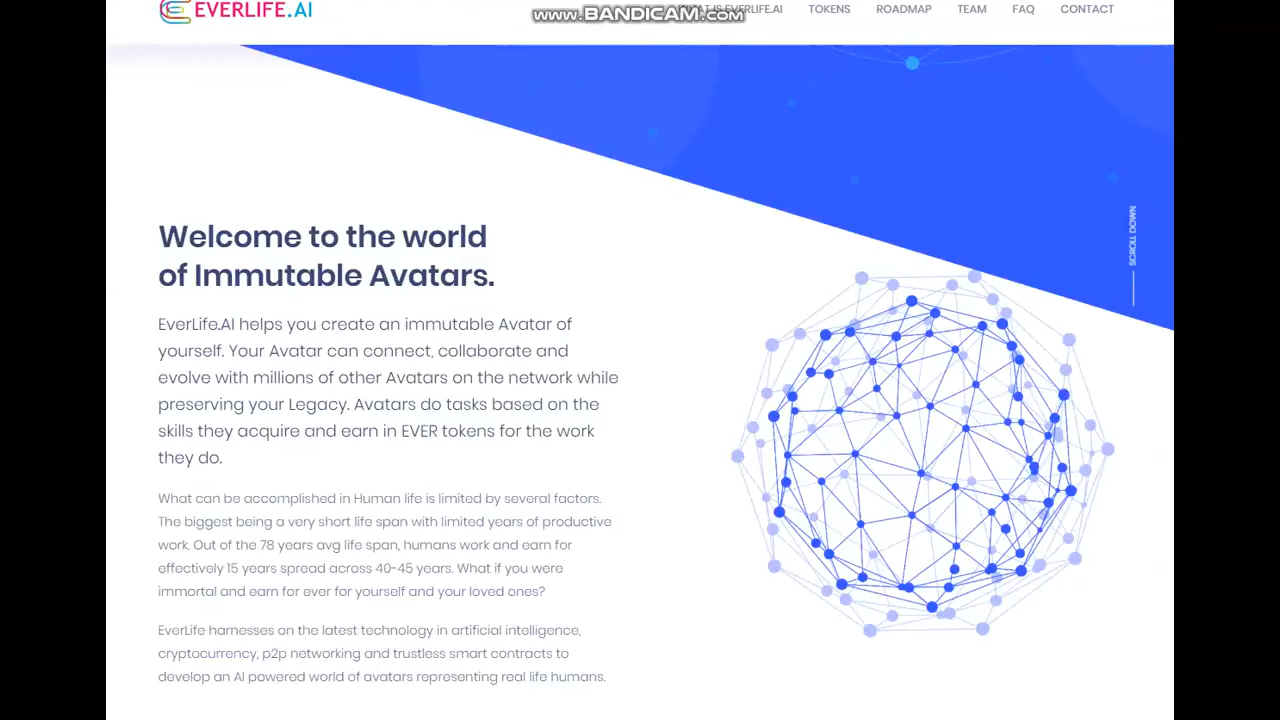 EVERLIFE.AI
www.BANDICAM.com
EVERLIFE.AI
TOKENS
ROADMAP
TEAM
FAQ
CONTACT
SCROLL DOWN
Welcome to the world
of Immutable Avatars.
EverLife.AI helps you create an immutable Avatar of
yourself. Your Avatar can connect, collaborate and
evolve with millions of other Avatars on the network while
preserving your Legacy. Avatars do tasks based on the
skills they acquire and earn in EVER tokens for the work
they do.
What can be accomplished in Human life is limited by several factors.
The biggest being a very short life span with limited years of productive
work. Out of the 78 years avg life span, humans work and earn for
effectively 15 years spread across 40-45 years. What if you were
immortal and earn for ever for yourself and your loved ones?
EverLife harnesses on the latest technology in artificial intelligence,
cryptocurrency, p2p networking and trustless smart contracts to
develop an AI powered world of avatars representing real life humans.